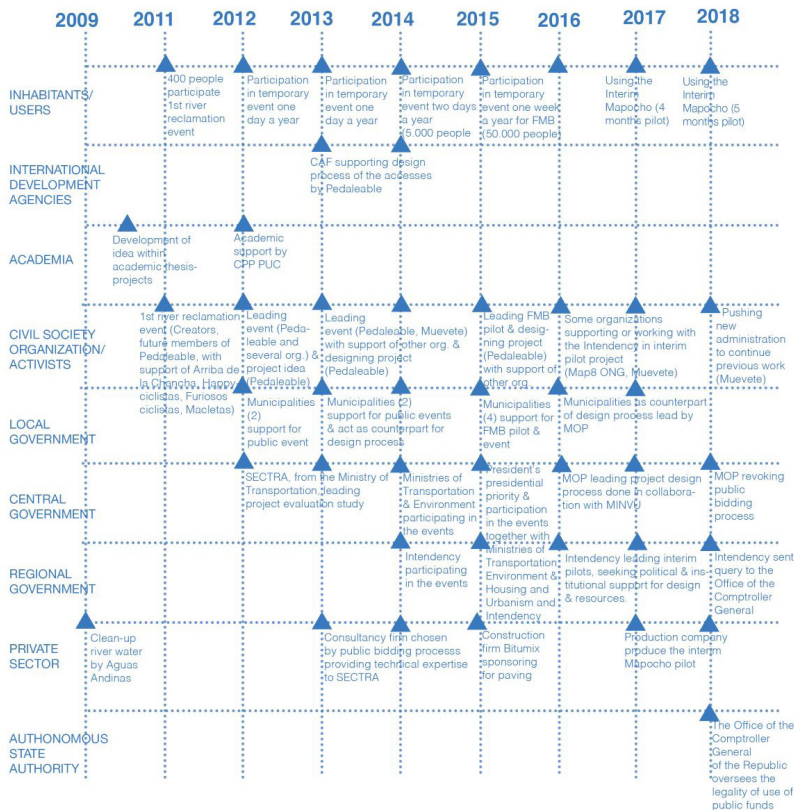 2009 2011 2012 2013 2014 2015 2016 2017 2018
INHABITANTS/
USERS
400 people
participate
1st river
reclamation
event
Participation
in temporary
event one
day a year
Participation
in temporary
event one
day a year
Participation
in temporary
event two days
a year
(5.000 people
Participation
in temporary
event one week
a year for FMB
(50.000 people)
Using the
Interim
Mapocho (4
months pilot)
Using the
Interim
Mapocho (5
months pilot)
INTERNATIONAL
DEVELOPMENT
AGENCIES
CAF supporting design
process of the accesses
by Pedaleable
ACADEMIA
Development of
idea within
academic thesis-
projects
Academic
support by
CPP PUC
CIVIL SOCIETY
ORGANIZATION/
ACTIVISTS
1st river reclamation
event (Creators,
future members of
Pedaleable, with
support of Arriba de
la Chancha, Happy
ciclistas, Furiosos
ciclistas, Macletas)
Leading
event (Peda-
leable and
several org.) &
project idea
(Pedaleable)
Leading
event (Pedaleable, Muevete)
with support of other org. &
designing project
(Pedaleable)
Leading FMB
pilot & desig-
ning project
(Pedaleable)
with support of
other org.
Some organizations
supporting or working with
the Intendency in interim
pilot project
(Map8 ONG, Muevete)
Pushing
new
administration
to continue
previous work
(Muevete)
LOCAL
GOVERNMENT
Municipalities
(2)
support for
public event
Municipalities (2)
support for public events
& act as counterpart for
design process
Municipalities
(4) support for
FMB pilot &
event
Municipalities as counterpart
of design process lead by
MOP
CENTRAL
GOVERNMENT
SECTRA, from the Ministry of
Transportation, leading
project evaluation study
Ministries of
Transportation
& Environment
participating in
the events
President's
presidential
priority &
participation
in the events
together with
Ministries of
Transportation,
Environment &
Housing and
Urbanism and
Intendency
MOP leading project design
process done in collabora-
tion with MINVU
MOP revoking
public
bidding
process
REGIONAL
GOVERNMENT
Intendency
participating
in the events
Intendency leading interim
pilots, seeking political & ins-
titutional support for design
& resources.
Intendency sent
query to the
Office of the
Comptroller
General
PRIVATE
SECTOR
Clean-up
river water
by Aguas
Andinas
Consultancy firm chosen
by public bidding processs
providing technical expertise
to SECTRA
Construction
firm Bitumix
sponsoring
for paving
Production company
produce the interim
Mapocho pilot
AUTHONOMOUS
STATE
AUTHORITY
The Office of the
Comptroller
General
of the Republic
oversees the
legality of use of
public funds